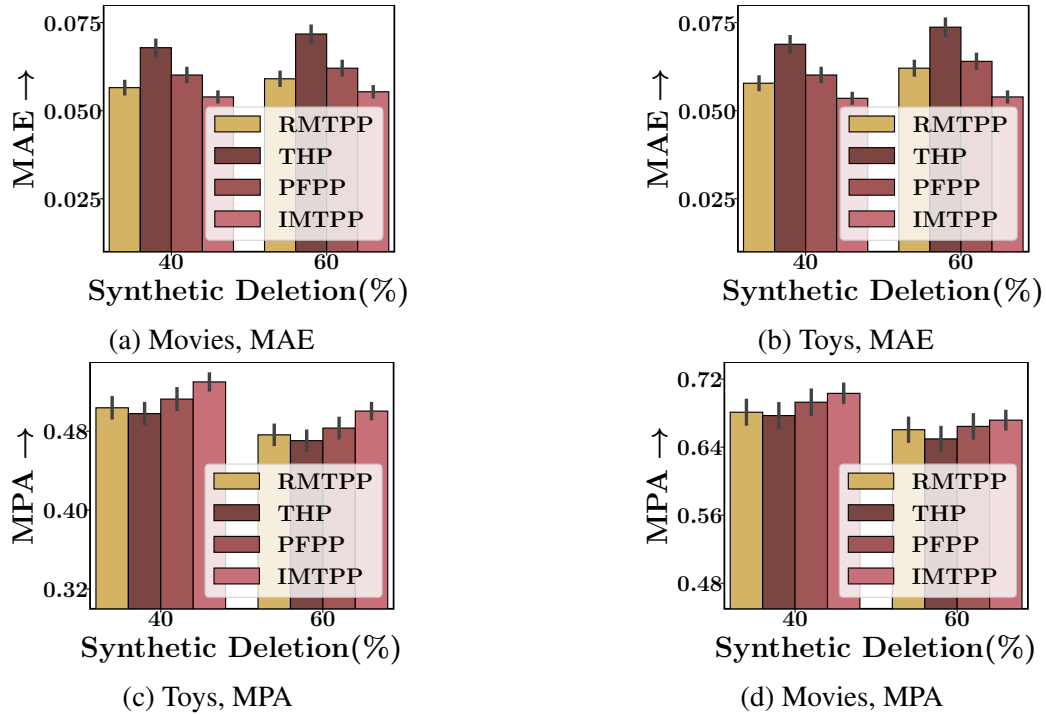 0.075
0.050
0.025
MAE →
RMTPP
THP
PFPP
IMTPP
40
60
Synthetic Deletion(%)
(a) Movies, MAE
0.075
0.050
0.025
MAE →
RMTPP
THP
PFPP
IMTPP
40
60
Synthetic Deletion(%)
(b) Toys, MAE
0.48
0.40
0.32
MPA →
RMTPP
THP
PFPP
IMTPP
40
60
Synthetic Deletion(%)
(c) Toys, MPA
0.72
0.64
0.56
0.48
MPA →
RMTPP
THP
PFPP
IMTPP
40
60
Synthetic Deletion(%)
(d) Movies, MPA